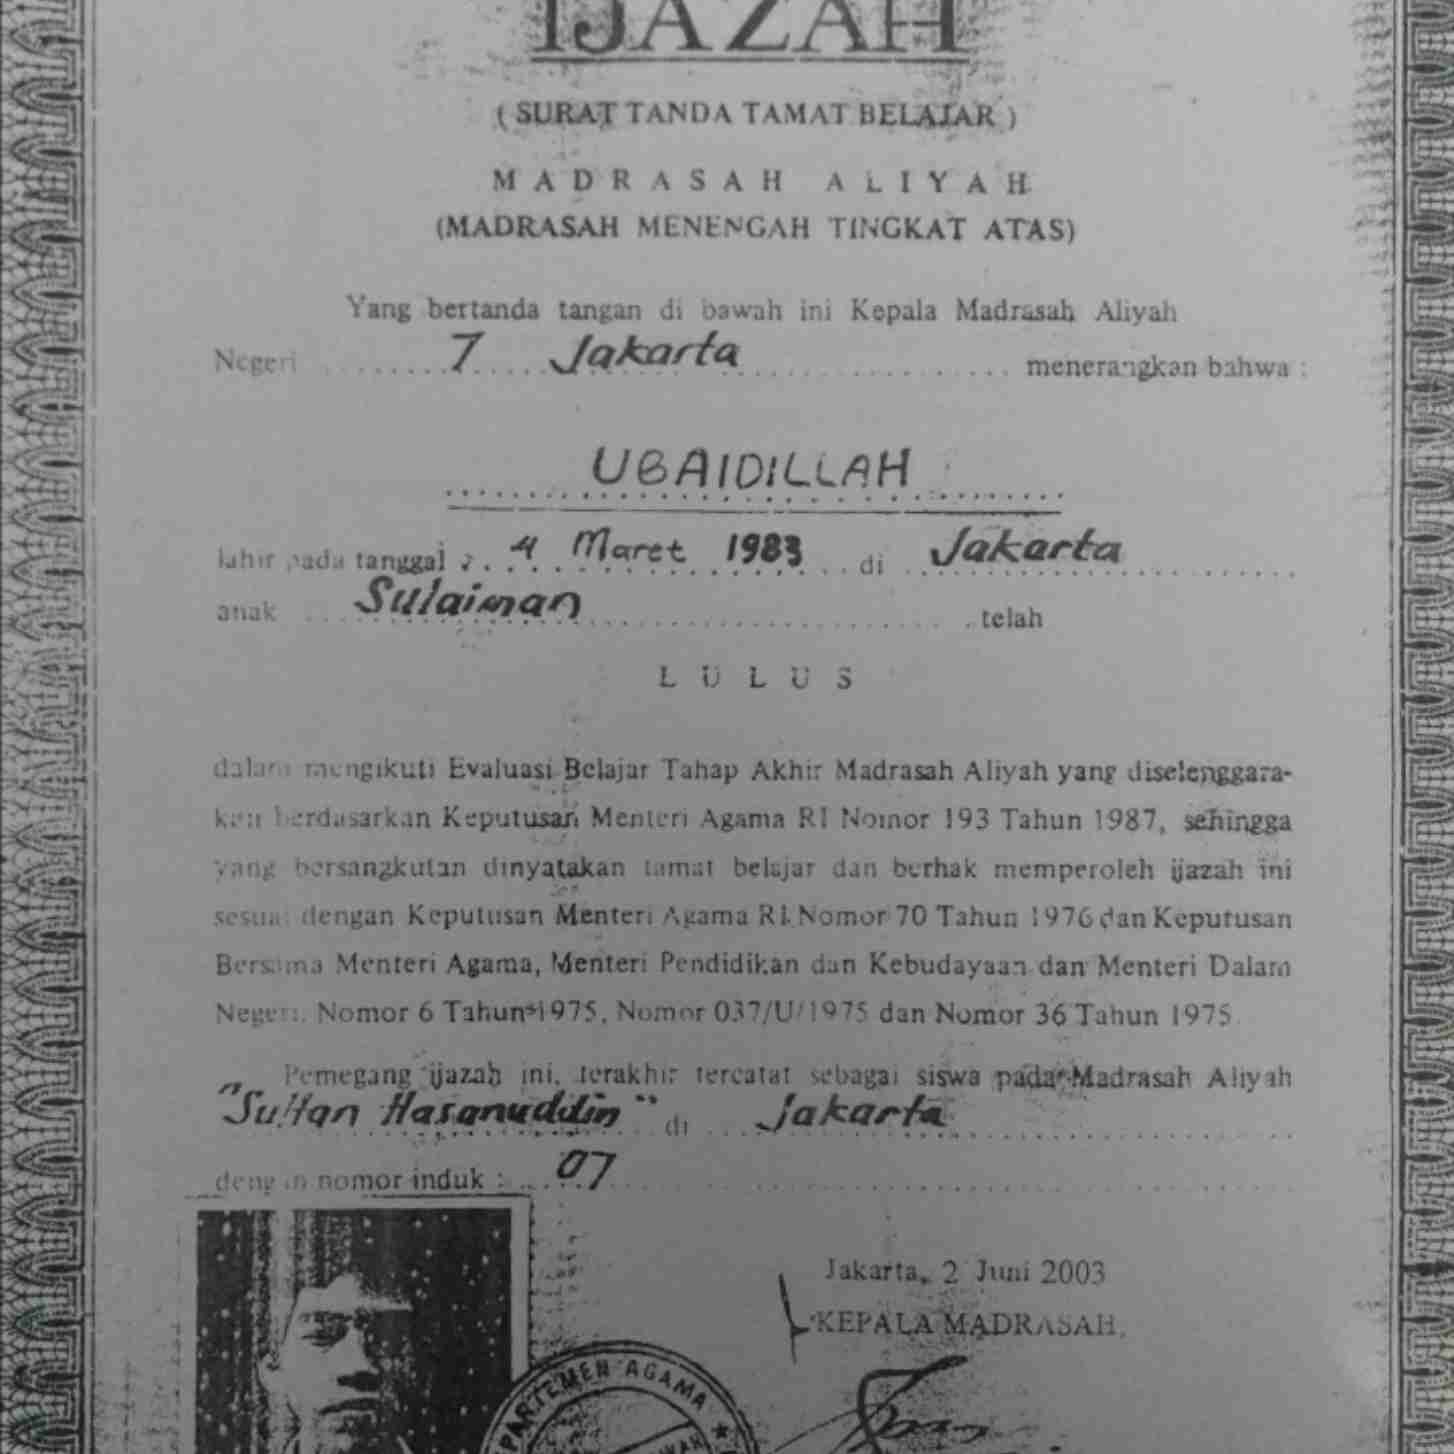 IJAZAH
( SURAT TANDA TAMAT BELAJAR )
MADRASAH ALIYAH
(MADRASAH MENENGAH TINGKAT ATAS)
Yang bertanda tangan di bawah ini Kepala Madrasah Aliyah
Negeri 7 Jakarta menerangkan bahwa :
UBAIDILLAH
lahir pada tanggal : 4 Maret 1983 di Jakarta
anak Sulaiman telah
LULUS
dalam mengikuti Evaluasi Belajar Tahap Akhir Madrasah Aliyah yang diselenggara-
kan berdasarkan Keputusan Menteri Agama RI Nomor 193 Tahun 1987, sehingga
yang bersangkutan dinyatakan tamat belajar dan berhak memperoleh ijazah ini
sesuai dengan Keputusan Menteri Agama RI Nomor 70 Tahun 1976 dan Keputusan
Bersama Menteri Agama, Menteri Pendidikan dan Kebudayaan dan Menteri Dalam
Negeri, Nomor 6 Tahun 1975, Nomor 037/U/1975 dan Nomor 36 Tahun 1975.
Pemegang ijazah ini, terakhir tercatat sebagai siswa pada Madrasah Aliyah
"Sultan Hasanuddin" di Jakarta
dengan nomor induk : 07
Jakarta, 2 Juni 2003
KEPALA MADRASAH,
PARTEMEN AGAMA